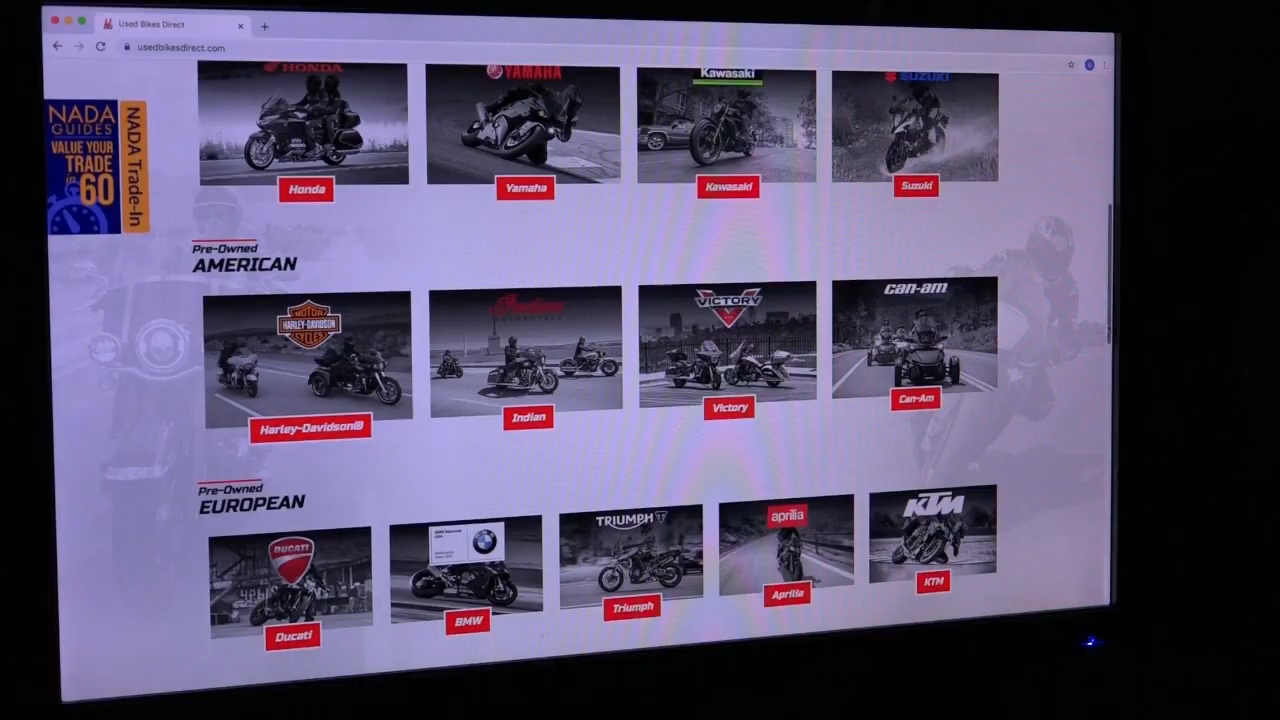 Used Bikes Direct
usedbikesdirect.com
NADA
GUIDES
VALUE YOUR
TRADE
in
60
NADA Trade-In
HONDA
YAMAHA
Kawasaki
SUZUKI
Honda
Yamaha
Kawasaki
Suzuki
Pre-Owned
AMERICAN
MOTOR
HARLEY-DAVIDSON
CYCLES
Indian
VICTORY
can-am
Harley-Davidson®
Indian
Victory
Can-Am
Pre-Owned
EUROPEAN
DUCATI
TRIUMPH
aprilia
KTM
Ducati
BMW
Triumph
Aprilia
KTM